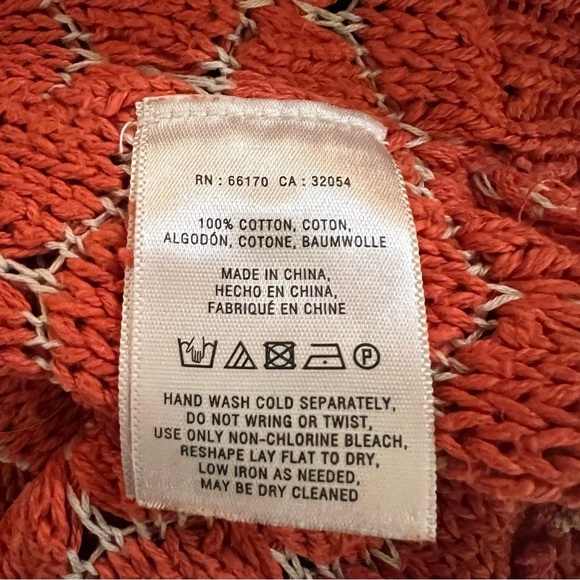 RN : 66170 CA : 32054
100% COTTON, COTON,
ALGODÓN, COTONE, BAUMWOLLE
MADE IN CHINA,
HECHO EN CHINA,
FABRIQUÉ EN CHINE
P
HAND WASH COLD SEPARATELY,
DO NOT WRING OR TWIST,
USE ONLY NON-CHLORINE BLEACH,
RESHAPE LAY FLAT TO DRY,
LOW IRON AS NEEDED,
MAY BE DRY CLEANED